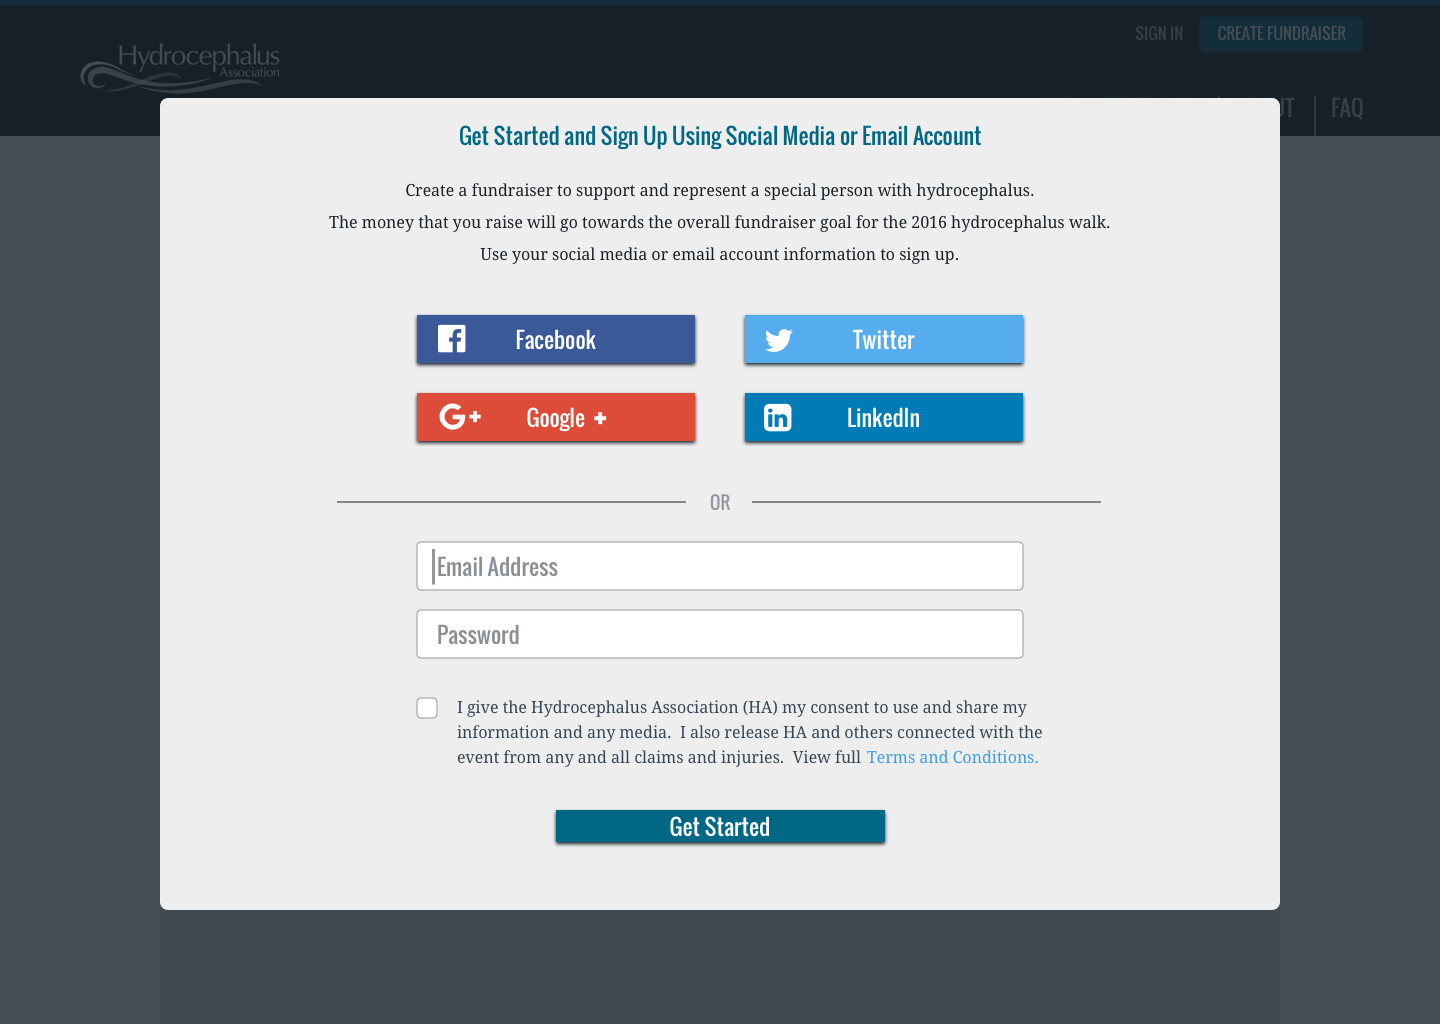 Hydrocephalus
Association
SIGN IN
CREATE FUNDRAISER
FAQ
Get Started and Sign Up Using Social Media or Email Account
Create a fundraiser to support and represent a special person with hydrocephalus.
The money that you raise will go towards the overall fundraiser goal for the 2016 hydrocephalus walk.
Use your social media or email account information to sign up.
Facebook
Twitter
G+ Google +
in LinkedIn
OR
Email Address
Password
I give the Hydrocephalus Association (HA) my consent to use and share my
information and any media. I also release HA and others connected with the
event from any and all claims and injuries. View full Terms and Conditions.
Get Started